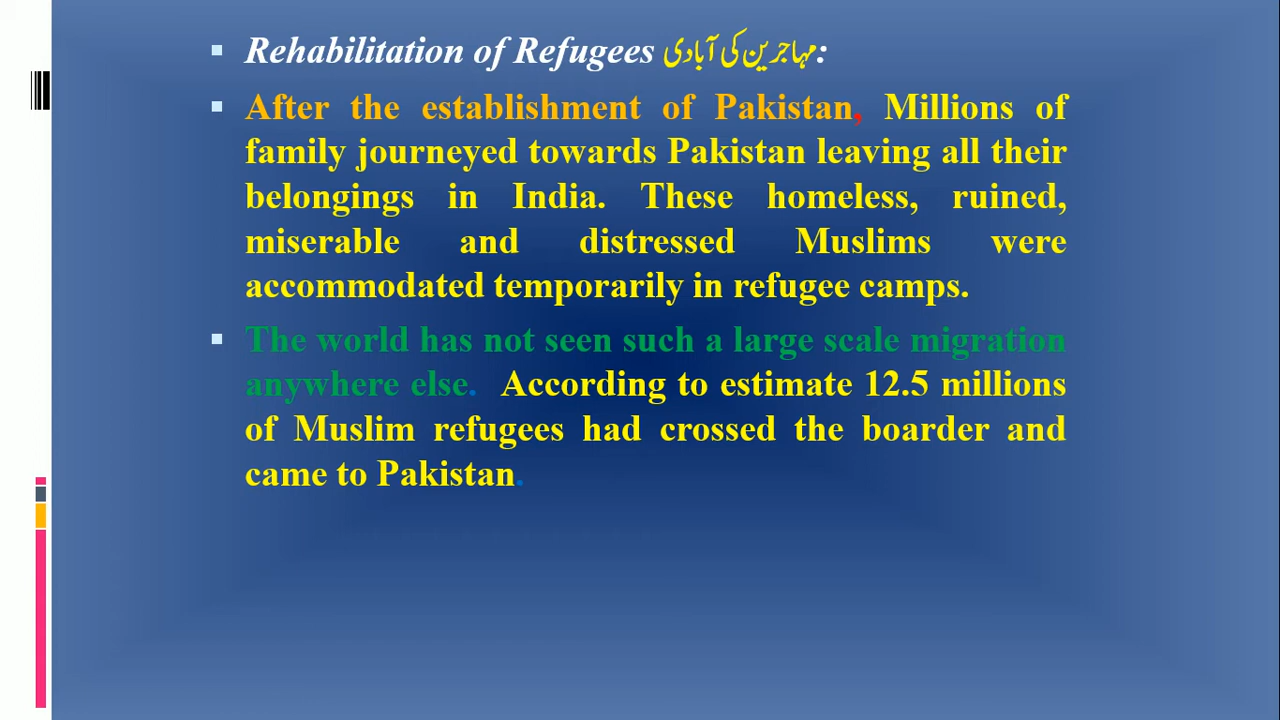 Rehabilitation of Refugees مہاجرین کی آبادی:
After the establishment of Pakistan, Millions of
family journeyed towards Pakistan leaving all their
belongings in India. These homeless, ruined,
miserable and distressed Muslims were
accommodated temporarily in refugee camps.
The world has not seen such a large scale migration
anywhere else. According to estimate 12.5 millions
of Muslim refugees had crossed the boarder and
came to Pakistan.